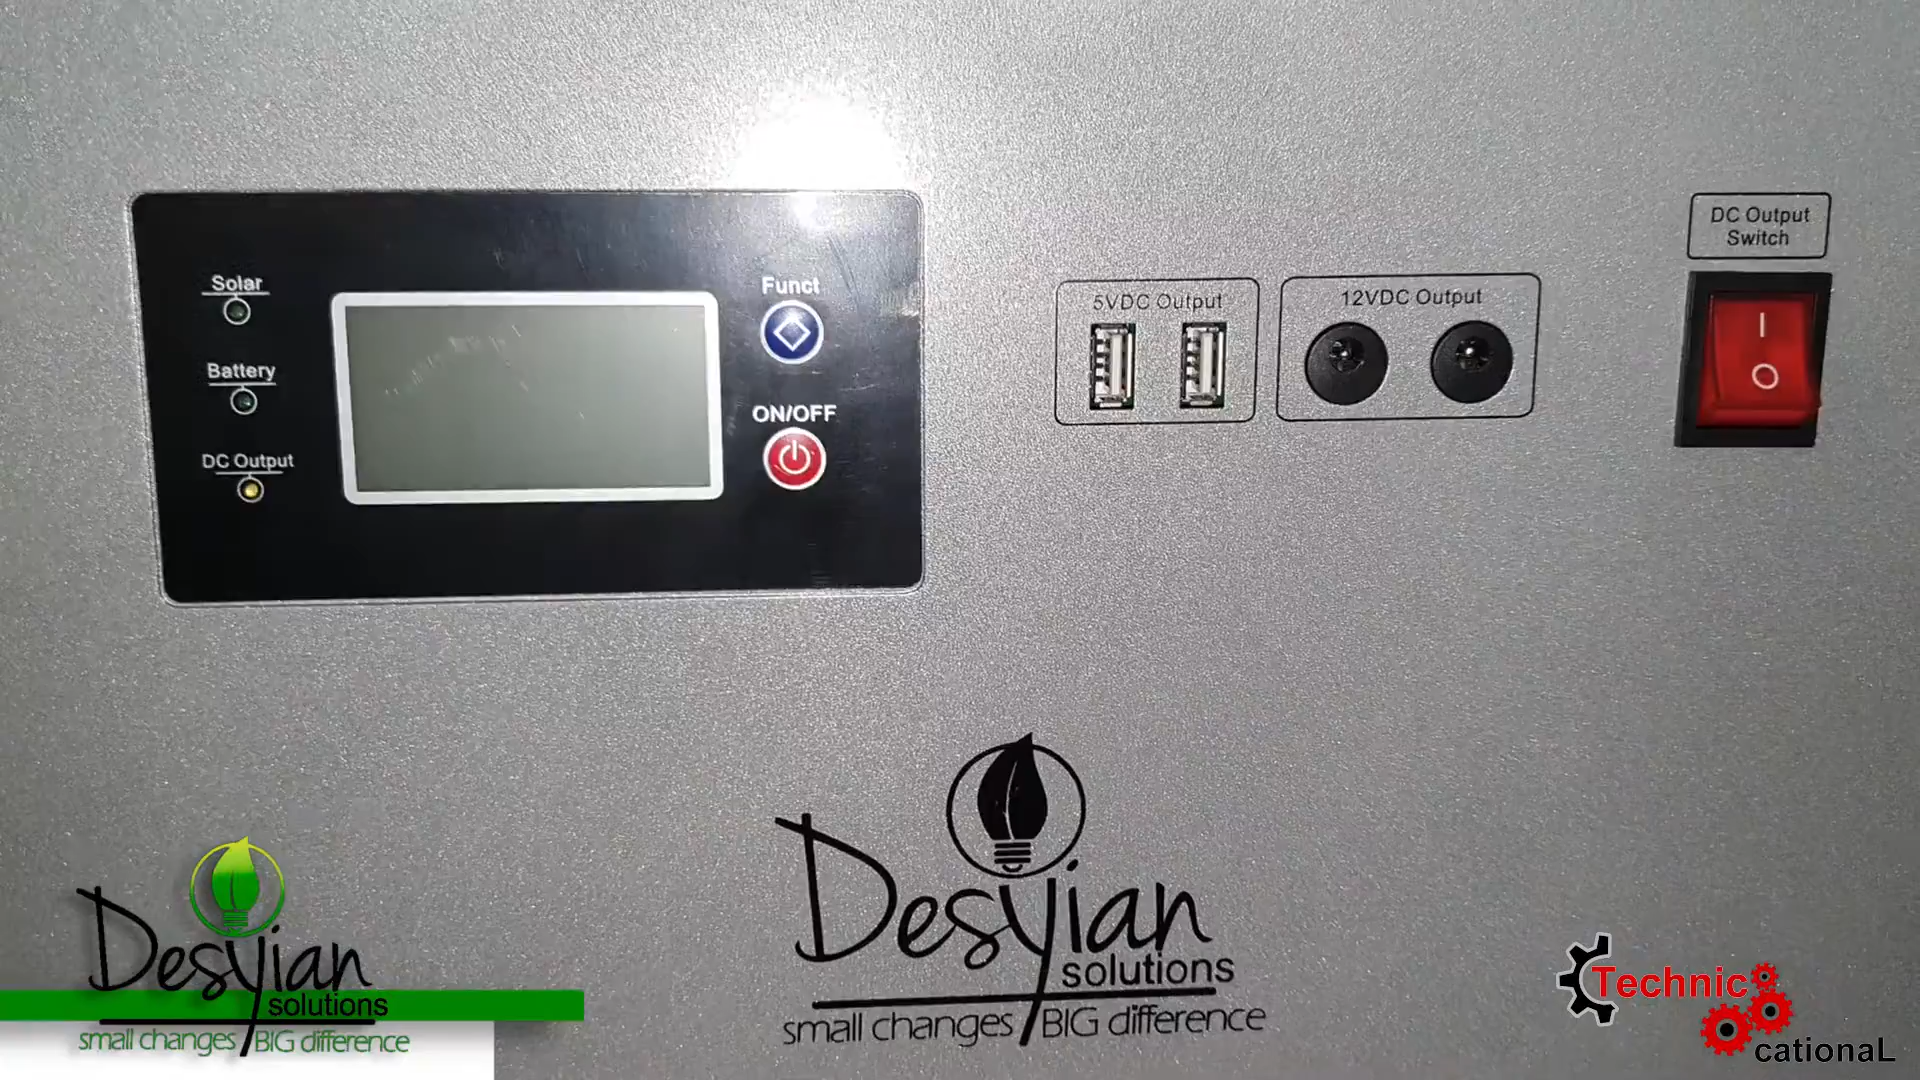 Solar
Battery
DC Output
Funct
ON/OFF
5VDC Output
12VDC Output
DC Output
Switch
I
O
Desyian
solutions
small changes BIG difference
Desyian
solutions
small changes BIG difference
Technic
cationaL